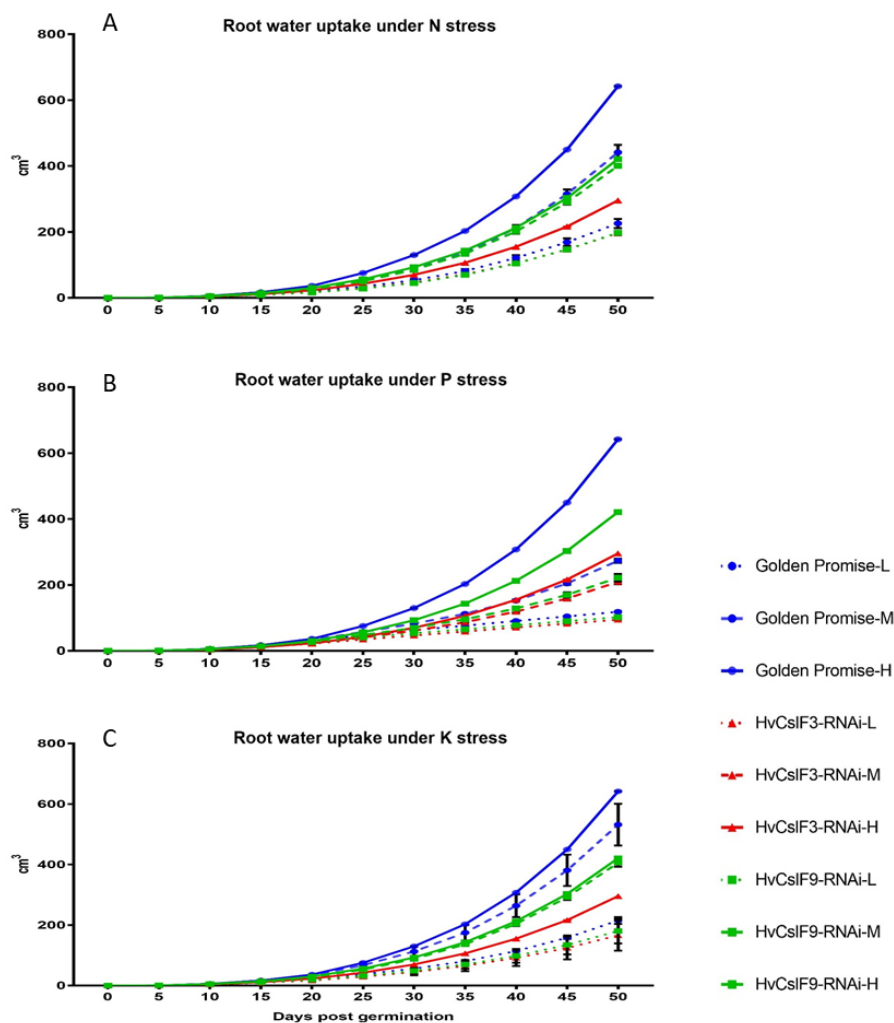 A
Root water uptake under N stress
800
600
400
200
0
cm3
0 5 10 15 20 25 30 35 40 45 50
B
Root water uptake under P stress
800
600
400
200
0
cm3
0 5 10 15 20 25 30 35 40 45 50
C
Root water uptake under K stress
800
600
400
200
0
cm3
0 5 10 15 20 25 30 35 40 45 50
Days post germination
Golden Promise-L
Golden Promise-M
Golden Promise-H
HvCslF3-RNAi-L
HvCslF3-RNAi-M
HvCslF3-RNAi-H
HvCslF9-RNAi-L
HvCslF9-RNAi-M
HvCslF9-RNAi-H